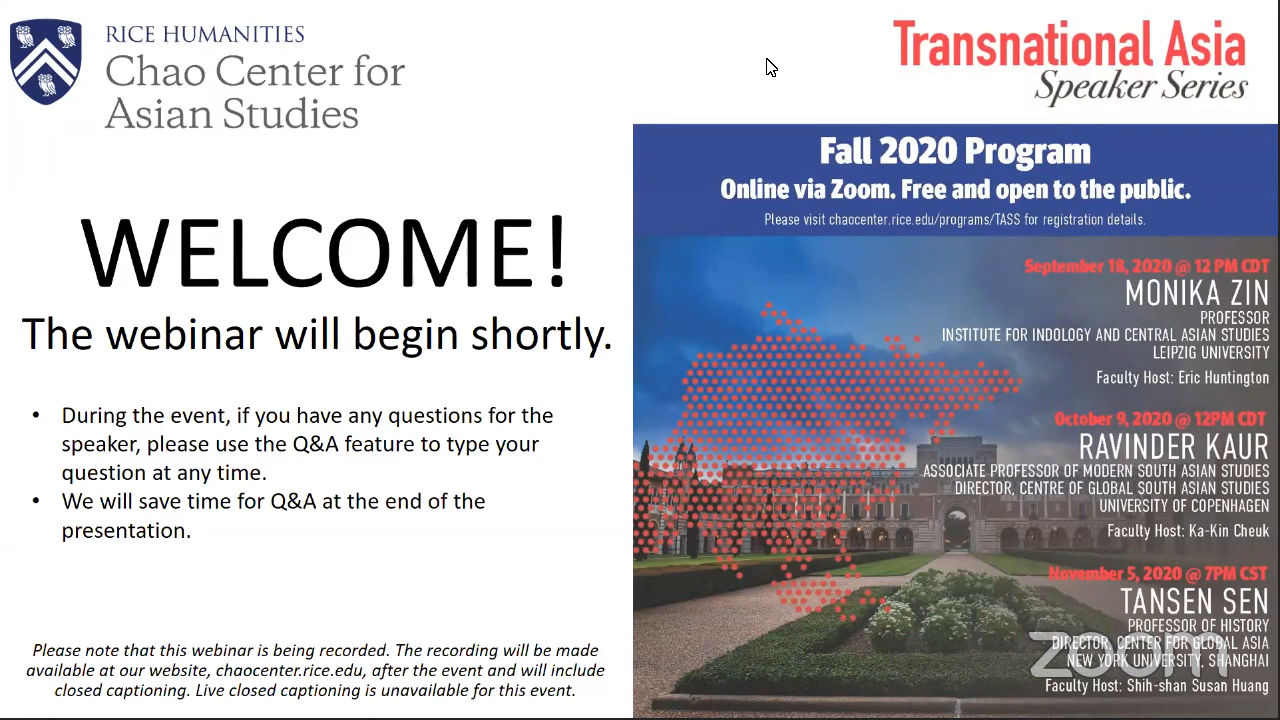 RICE HUMANITIES
Chao Center for
Asian Studies
WELCOME!
The webinar will begin shortly.
• During the event, if you have any questions for the
speaker, please use the Q&A feature to type your
question at any time.
• We will save time for Q&A at the end of the
presentation.
Please note that this webinar is being recorded. The recording will be made
available at our website, chaocenter.rice.edu, after the event and will include
closed captioning. Live closed captioning is unavailable for this event.
Transnational Asia
Speaker Series
Fall 2020 Program
Online via Zoom. Free and open to the public.
Please visit chaocenter.rice.edu/programs/TASS for registration details.
September 18, 2020 @ 12 PM CDT
MONIKA ZIN
PROFESSOR
INSTITUTE FOR INDOLOGY AND CENTRAL ASIAN STUDIES
LEIPZIG UNIVERSITY
Faculty Host: Eric Huntington
October 9, 2020 @ 12PM CDT
RAVINDER KAUR
ASSOCIATE PROFESSOR OF MODERN SOUTH ASIAN STUDIES
DIRECTOR, CENTRE OF GLOBAL SOUTH ASIAN STUDIES
UNIVERSITY OF COPENHAGEN
Faculty Host: Ka-Kin Cheuk
November 5, 2020 @ 7PM CST
TANSEN SEN
PROFESSOR OF HISTORY
DIRECTOR, CENTER FOR GLOBAL ASIA
NEW YORK UNIVERSITY, SHANGHAI
Faculty Host: Shih-shan Susan Huang
zoom